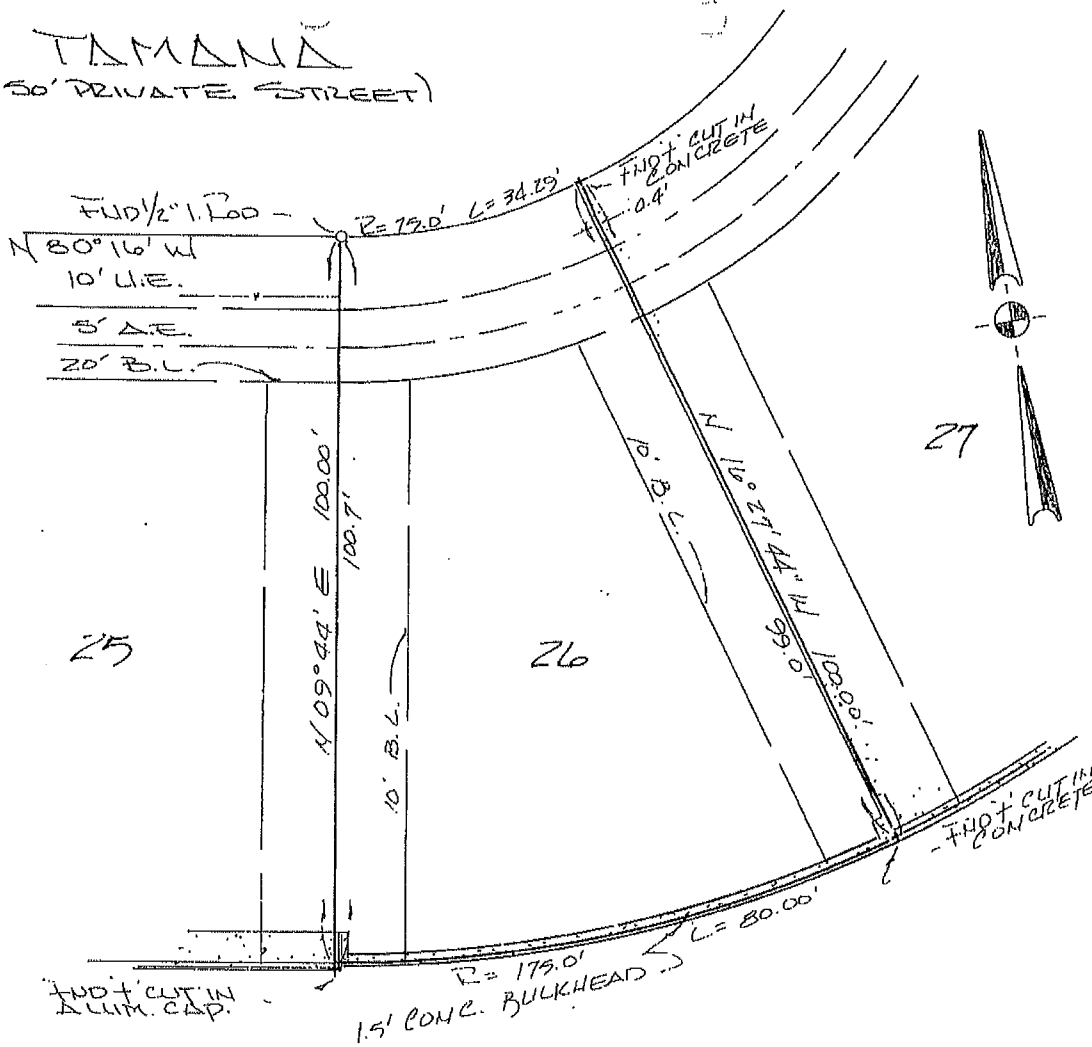 TAMANĂ
50' PRIVATE STREET)
FND 1/2" I. ROD
R= 75.0' L= 34.29'
FND + CUT IN
CONCRETE
0.4'
N 80° 16' W
10' U.E.
5' A.E.
20' B.L.
N 09° 44' E 100.00'
100.7'
10' B.L.
10' B.L.
N 16° 27' 44" W 100.00'
99.0'
25
26
27
FND + CUT IN
CONCRETE
L= 80.00'
R= 175.0'
1.5' CONC. BULKHEAD
FND + CUT IN
ALUM. CAP.